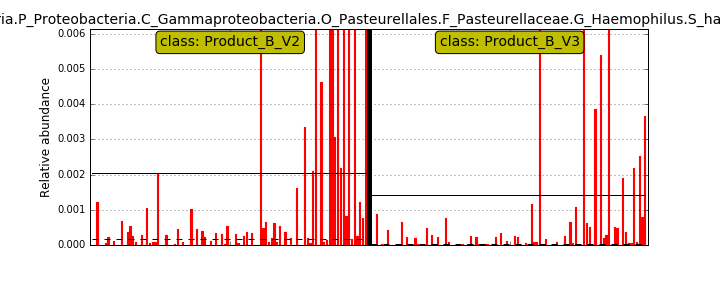 ria.P_Proteobacteria.C_Gammaproteobacteria.O_Pasteurellales.F_Pasteurellaceae.G_Haemophilus.S_ha
class: Product_B_V2 class: Product_B_V3
0.006
0.005
0.004
0.003
0.002
0.001
0.000
Relative abundance